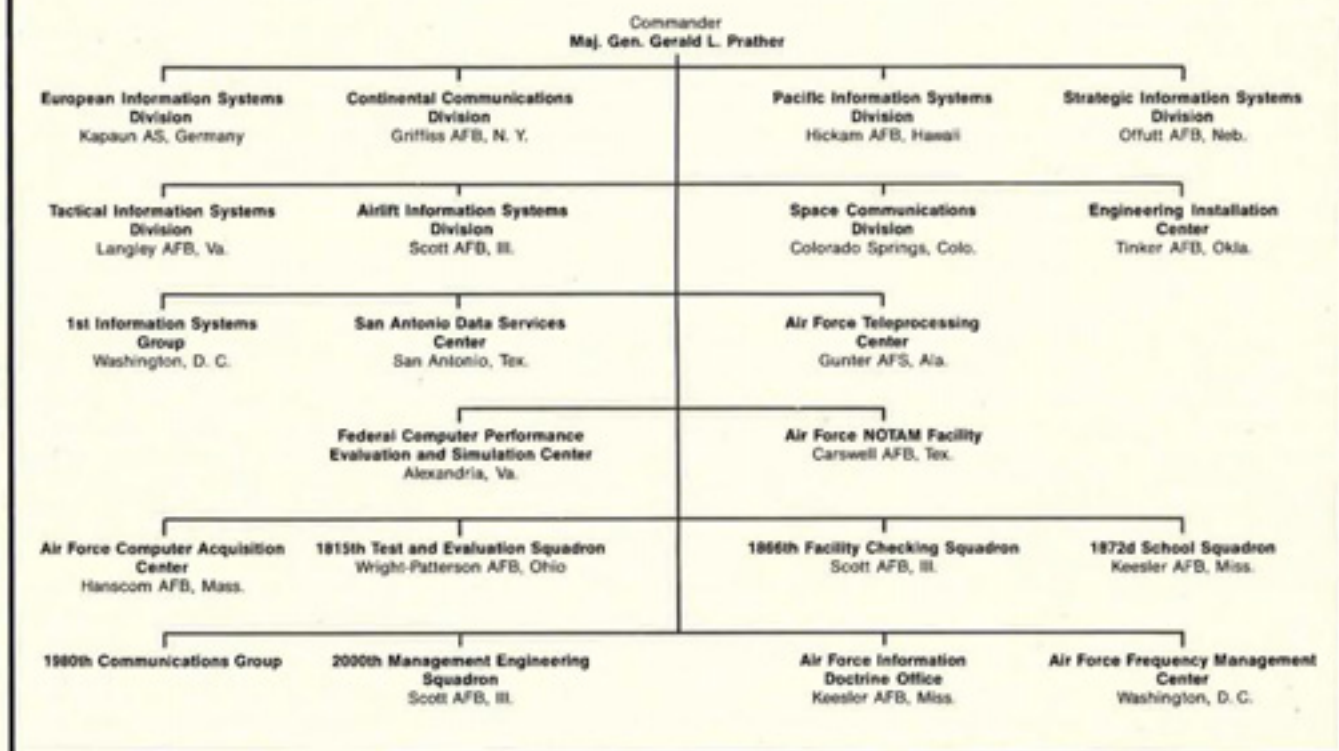 Commander
Maj. Gen. Gerald L. Prather
European Information Systems
Division
Kapaun AS, Germany
Continental Communications
Division
Griffiss AFB, N. Y.
Pacific Information Systems
Division
Hickam AFB, Hawaii
Strategic Information Systems
Division
Offutt AFB, Neb.
Tactical Information Systems
Division
Langley AFB, Va.
Airlift Information Systems
Division
Scott AFB, Ill.
Space Communications
Division
Colorado Springs, Colo.
Engineering Installation
Center
Tinker AFB, Okla.
1st Information Systems
Group
Washington, D. C.
San Antonio Data Services
Center
San Antonio, Tex.
Air Force Teleprocessing
Center
Gunter AFS, Ala.
Federal Computer Performance
Evaluation and Simulation Center
Alexandria, Va.
Air Force NOTAM Facility
Carswell AFB, Tex.
Air Force Computer Acquisition
Center
Hanscom AFB, Mass.
1815th Test and Evaluation Squadron
Wright-Patterson AFB, Ohio
1866th Facility Checking Squadron
Scott AFB, Ill.
1872d School Squadron
Keesler AFB, Miss.
1980th Communications Group
2000th Management Engineering
Squadron
Scott AFB, Ill.
Air Force Information
Doctrine Office
Keesler AFB, Miss.
Air Force Frequency Management
Center
Washington, D. C.